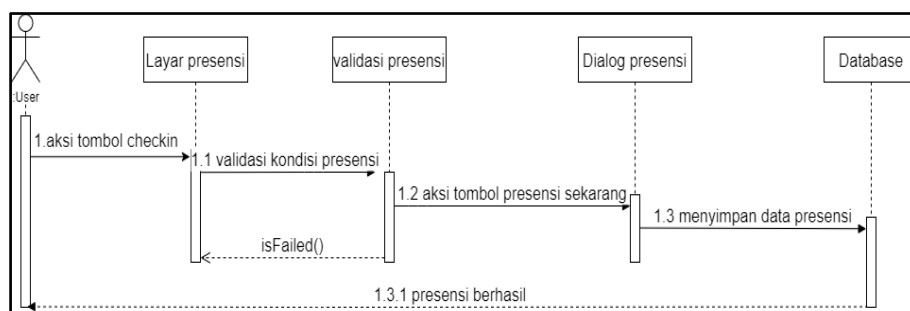 Layar presensi
validasi presensi
Dialog presensi
Database
:User
1.aksi tombol checkin
1.1 validasi kondisi presensi
1.2 aksi tombol presensi sekarang
1.3 menyimpan data presensi
isFailed()
1.3.1 presensi berhasil